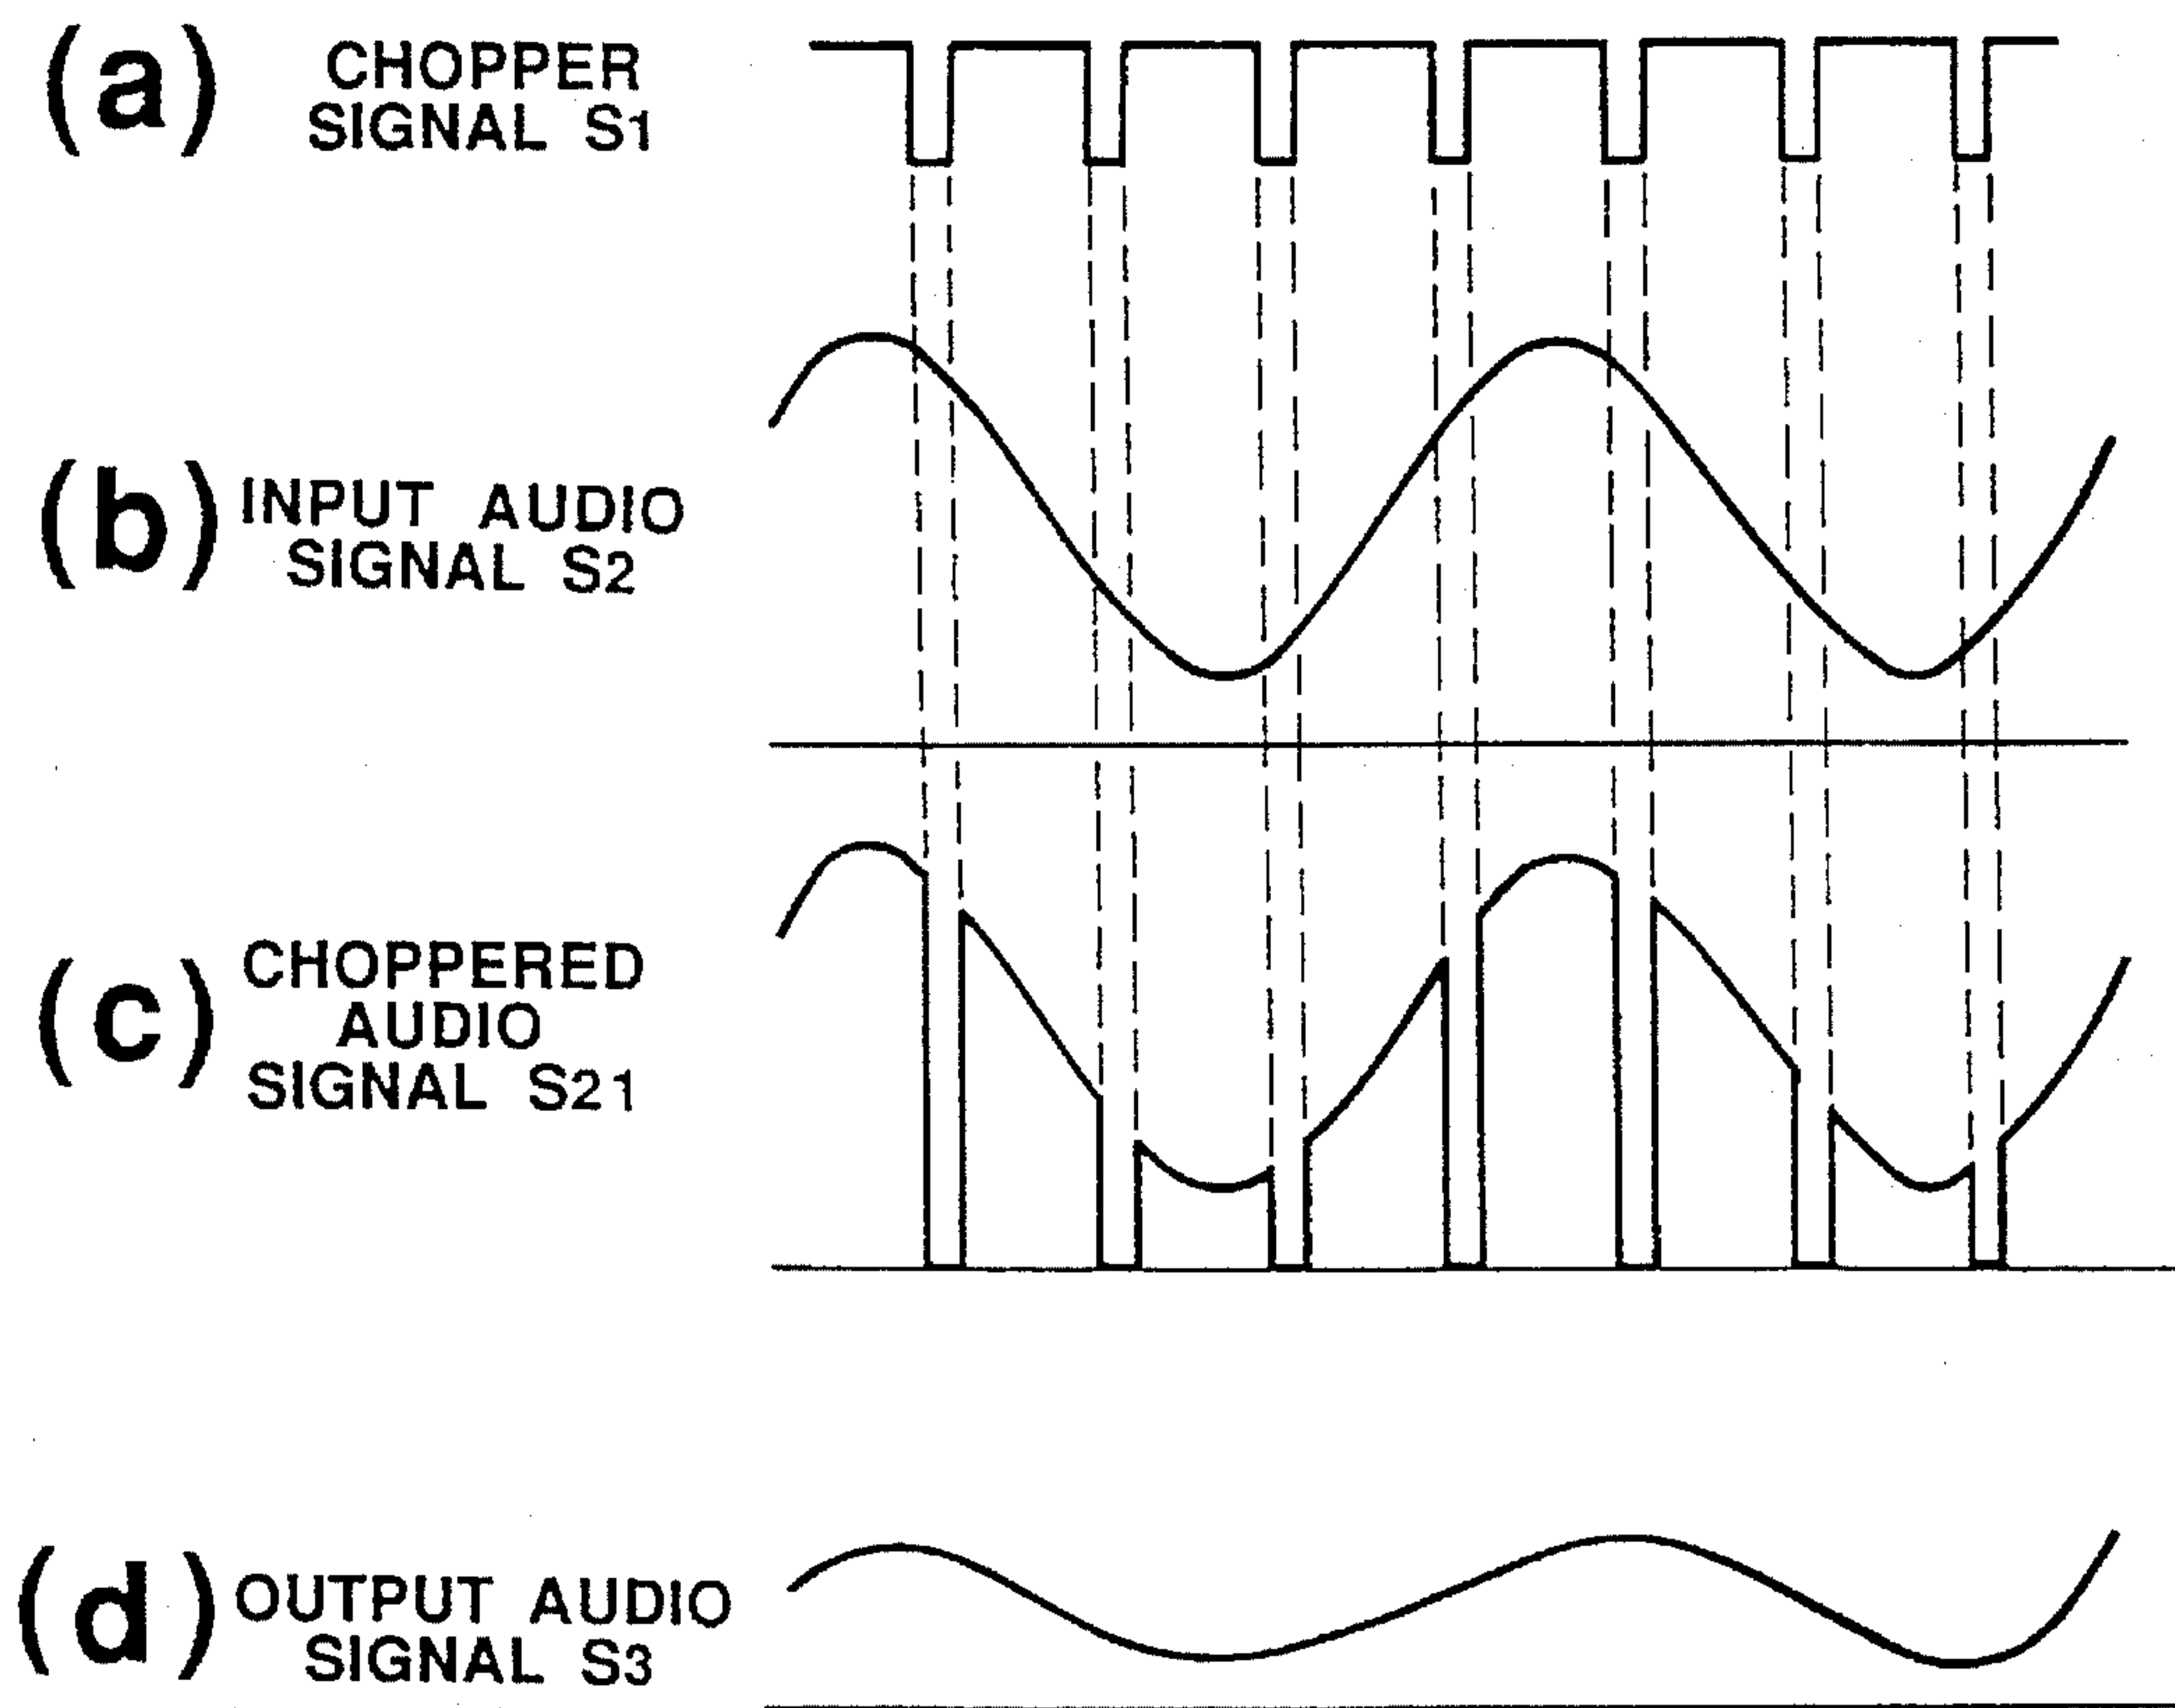 (a) CHOPPER
SIGNAL S1
(b) INPUT AUDIO
SIGNAL S2
(c) CHOPPERED
AUDIO
SIGNAL S21
(d) OUTPUT AUDIO
SIGNAL S3